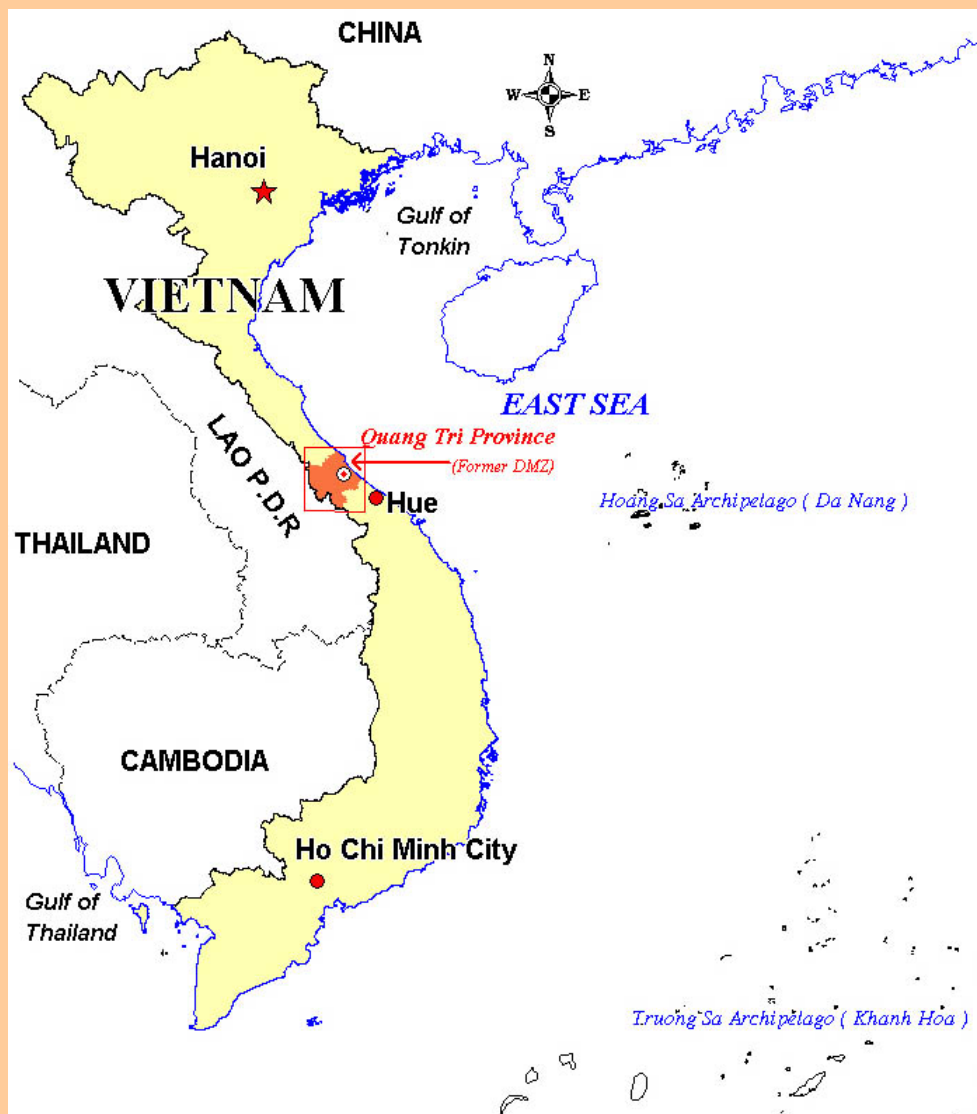 CHINA
N
W E
S
Hanoi
Gulf of
Tonkin
VIETNAM
EAST SEA
Quang Tri Province
(Former DMZ)
LAO P.D.R
Hoang Sa Archipelago ( Da Nang )
Hue
THAILAND
CAMBODIA
Ho Chi Minh City
Gulf of
Thailand
Truong Sa Archipelago ( Khanh Hoa )